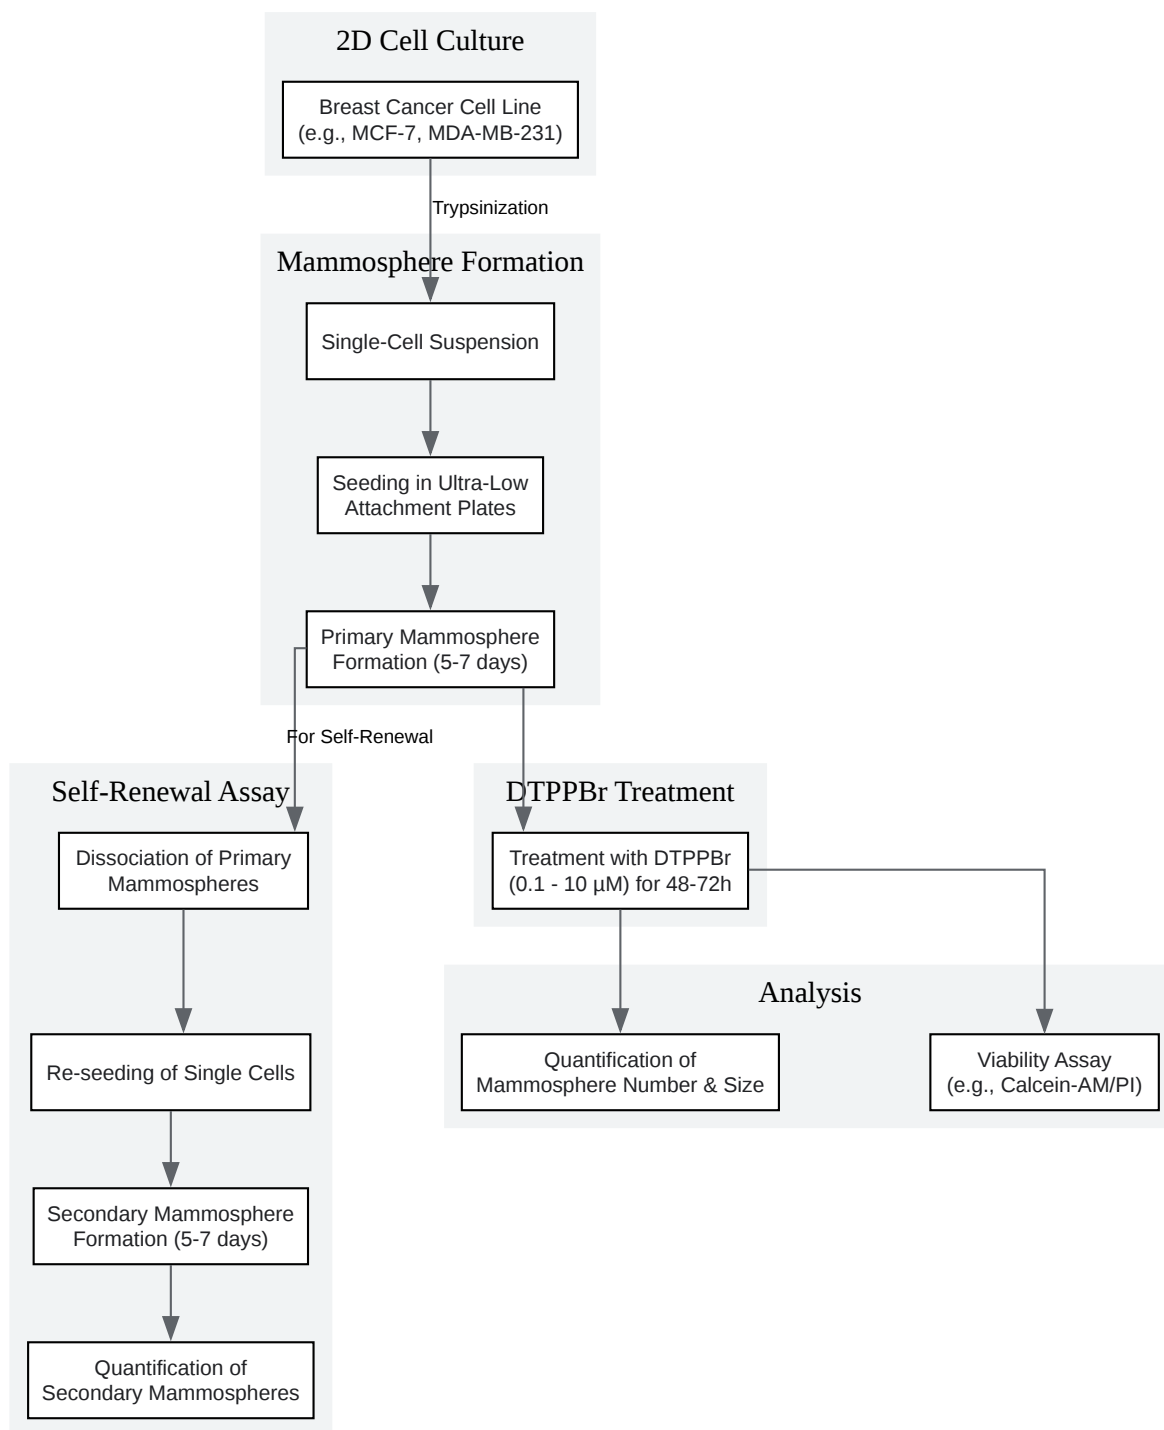 2D Cell Culture
Breast Cancer Cell Line
(e.g., MCF-7, MDA-MB-231)
Trypsinization
Mammosphere Formation
Single-Cell Suspension
Seeding in Ultra-Low
Attachment Plates
Primary Mammosphere
Formation (5-7 days)
For Self-Renewal
Self-Renewal Assay
Dissociation of Primary
Mammospheres
Re-seeding of Single Cells
Secondary Mammosphere
Formation (5-7 days)
Quantification of
Secondary Mammospheres
DTPPBr Treatment
Treatment with DTPPBr
(0.1 - 10 µM) for 48-72h
Analysis
Quantification of
Mammosphere Number & Size
Viability Assay
(e.g., Calcein-AM/PI)